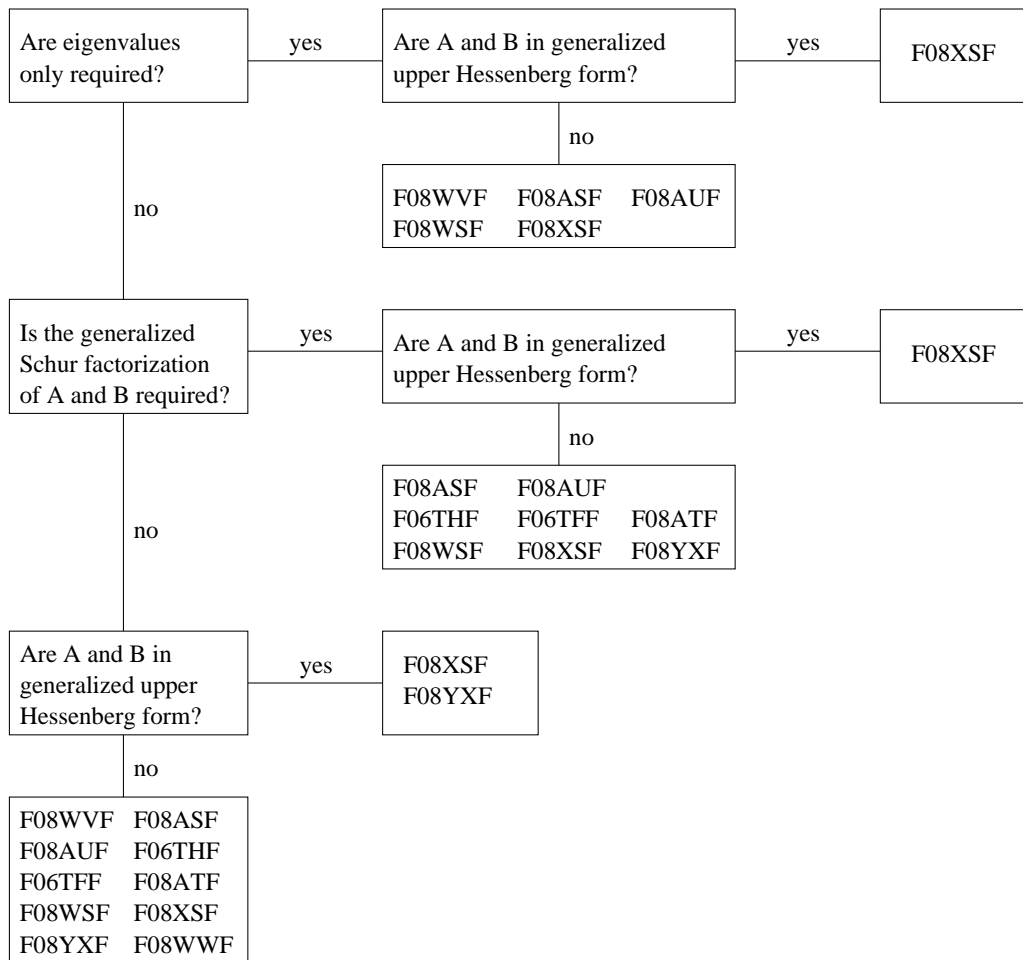 Are eigenvalues
only required?
yes
Are A and B in generalized
upper Hessenberg form?
yes
F08XSF
no
F08WVF F08ASF F08AUF
F08WSF F08XSF
no
Is the generalized
Schur factorization
of A and B required?
yes
Are A and B in generalized
upper Hessenberg form?
yes
F08XSF
no
F08ASF F08AUF
F06THF F06TFF F08ATF
F08WSF F08XSF F08YXF
no
Are A and B in
generalized upper
Hessenberg form?
yes
F08XSF
F08YXF
no
F08WVF F08ASF
F08AUF F06THF
F06TFF F08ATF
F08WSF F08XSF
F08YXF F08WWF